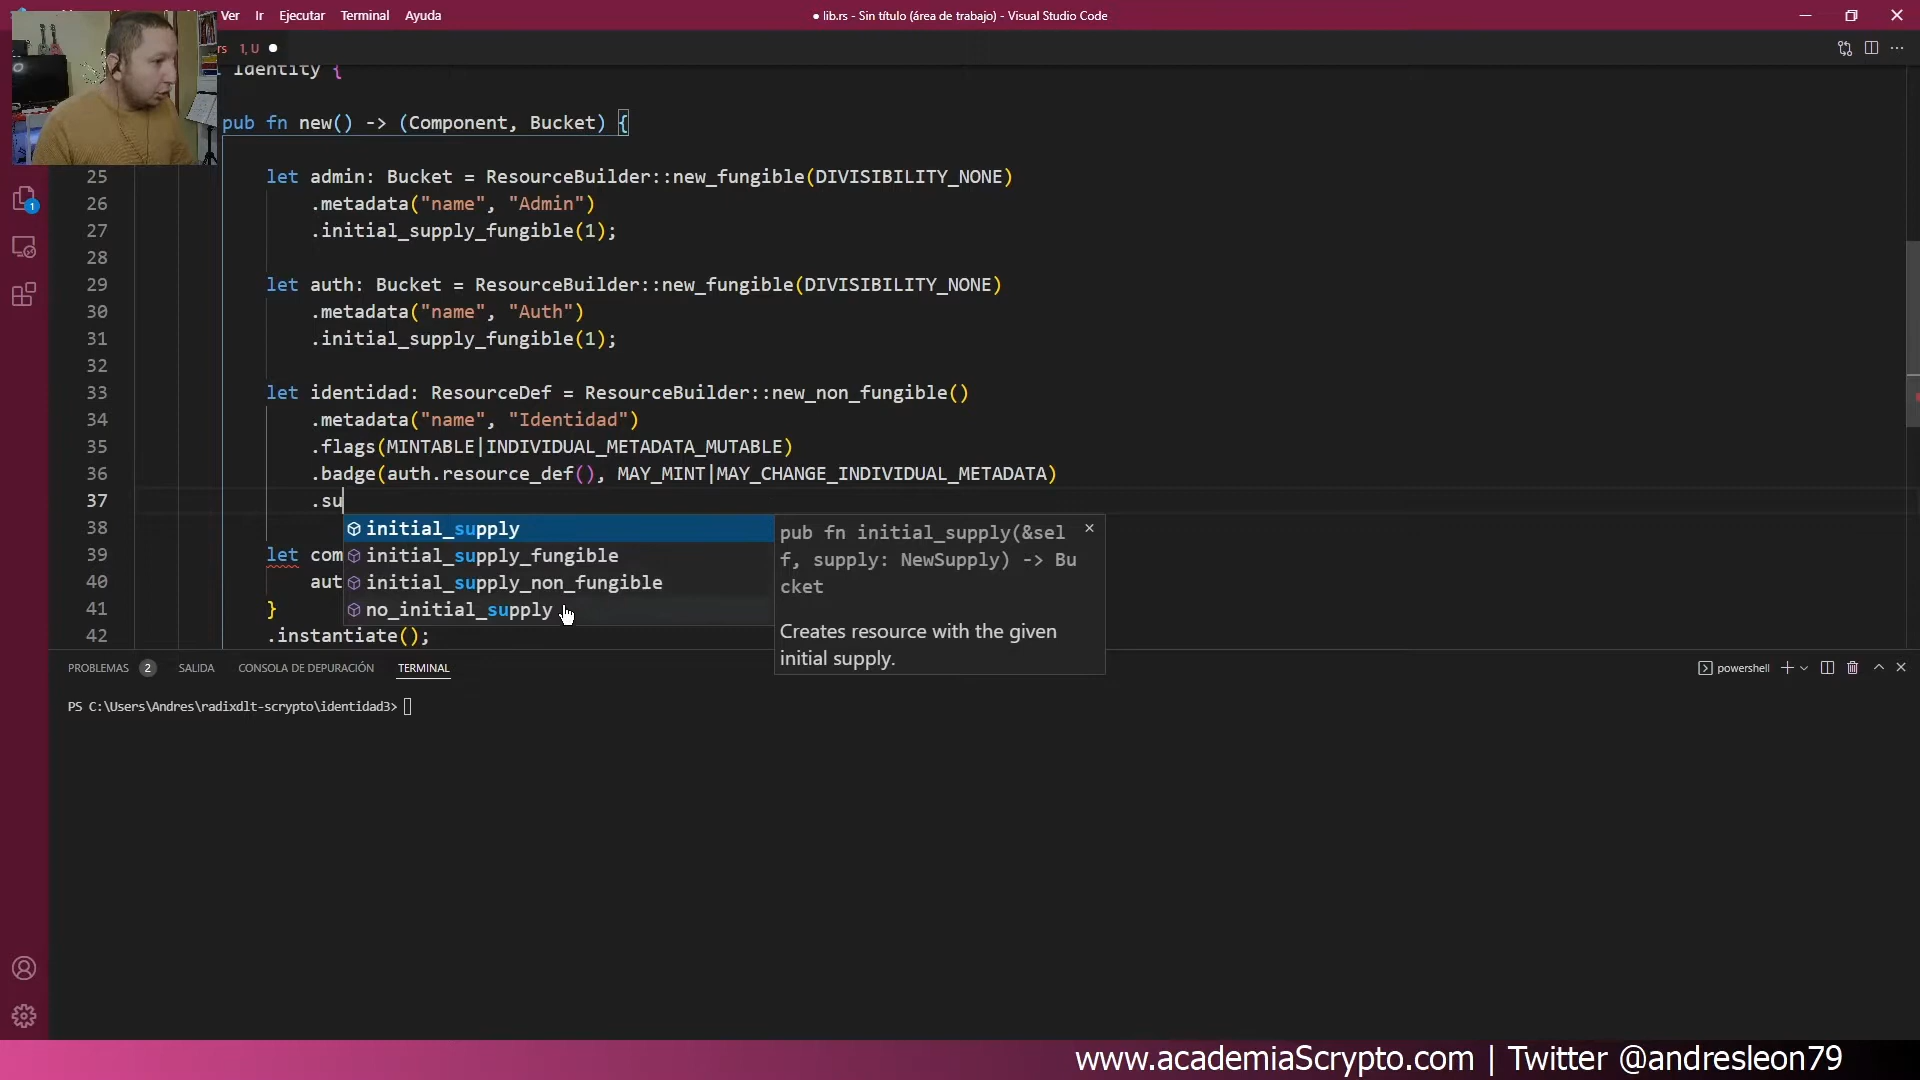 Ver Ir Ejecutar Terminal Ayuda
● lib.rs - Sin título (área de trabajo) - Visual Studio Code
rs 1, U ●
Identity {
pub fn new() -> (Component, Bucket) {
25 let admin: Bucket = ResourceBuilder::new_fungible(DIVISIBILITY_NONE)
26 .metadata("name", "Admin")
27 .initial_supply_fungible(1);
28
29 let auth: Bucket = ResourceBuilder::new_fungible(DIVISIBILITY_NONE)
30 .metadata("name", "Auth")
31 .initial_supply_fungible(1);
32
33 let identidad: ResourceDef = ResourceBuilder::new_non_fungible()
34 .metadata("name", "Identidad")
35 .flags(MINTABLE|INDIVIDUAL_METADATA_MUTABLE)
36 .badge(auth.resource_def(), MAY_MINT|MAY_CHANGE_INDIVIDUAL_METADATA)
37 .su
38
39 let com
40 aut
41 }
42 .instantiate();
initial_supply
initial_supply_fungible
initial_supply_non_fungible
no_initial_supply
pub fn initial_supply(&sel
f, supply: NewSupply) -> Bu
cket
Creates resource with the given
initial supply.
1
PROBLEMAS 2 SALIDA CONSOLA DE DEPURACIÓN TERMINAL
powershell
PS C:\Users\Andres\radixdlt-scrypto\identidad3>
www.academiaScrypto.com | Twitter @andresleon79